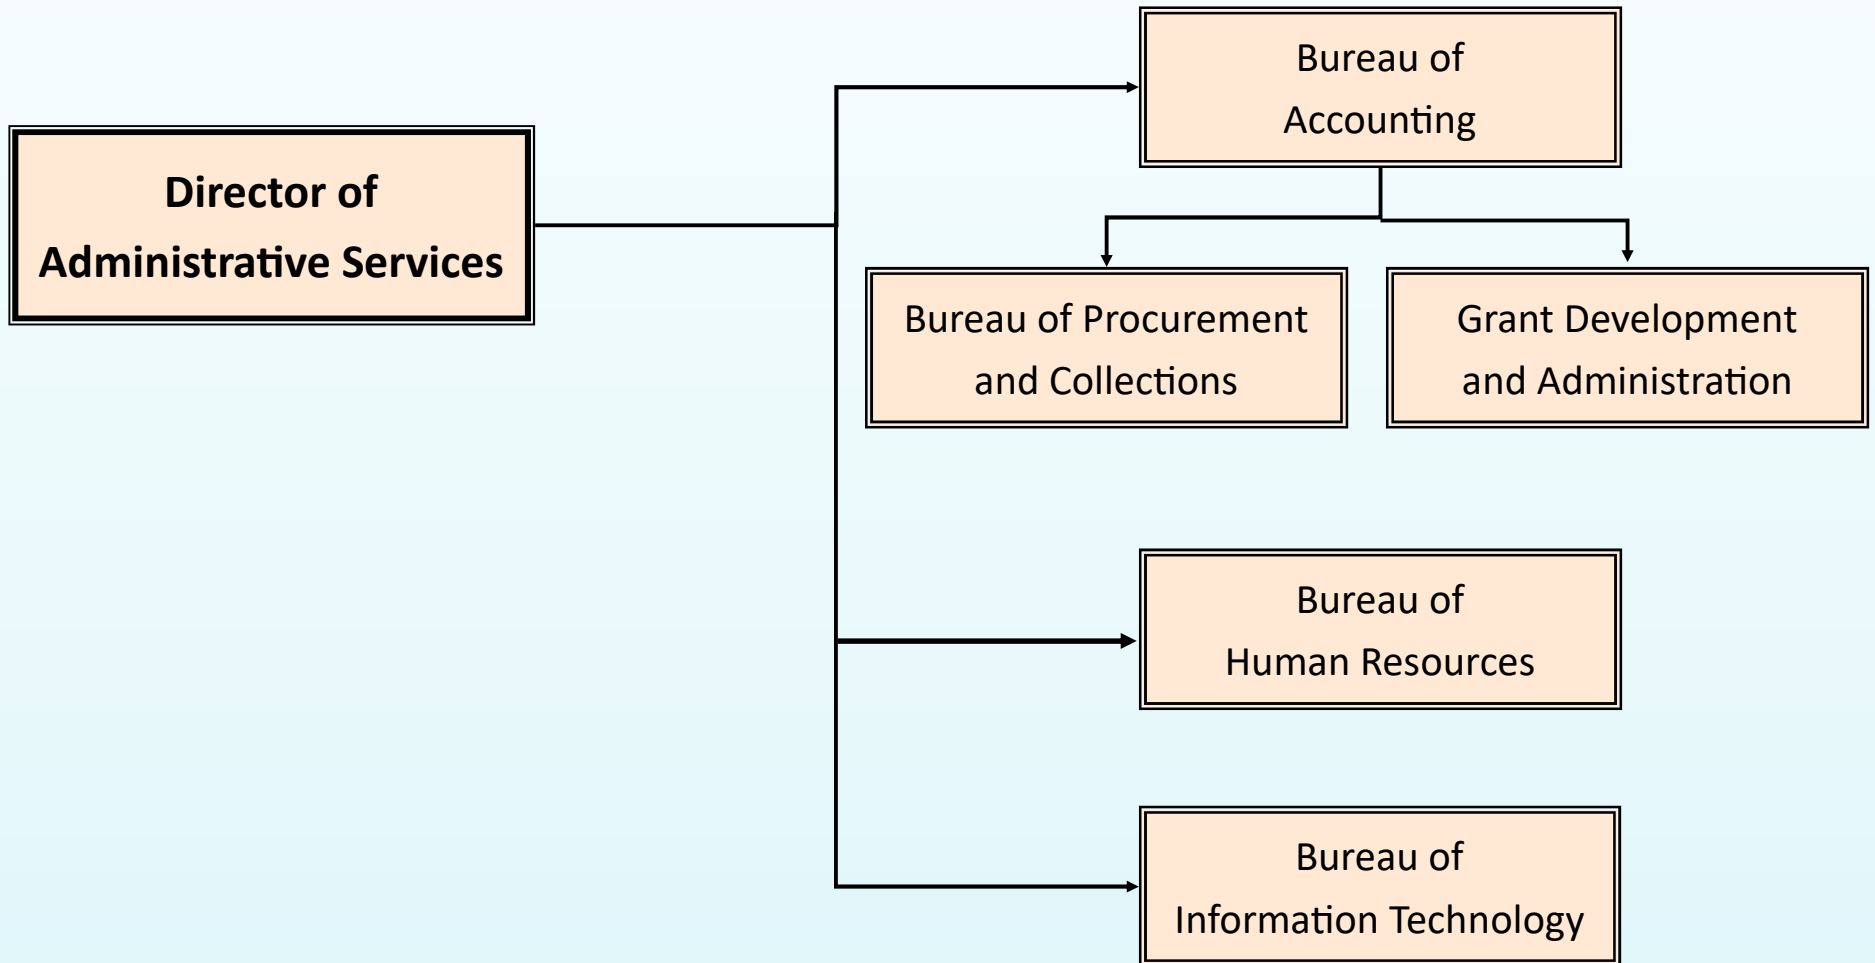 Bureau of
Accounting
Director of
Administrative Services
Bureau of Procurement
and Collections
Grant Development
and Administration
Bureau of
Human Resources
Bureau of
Information Technology